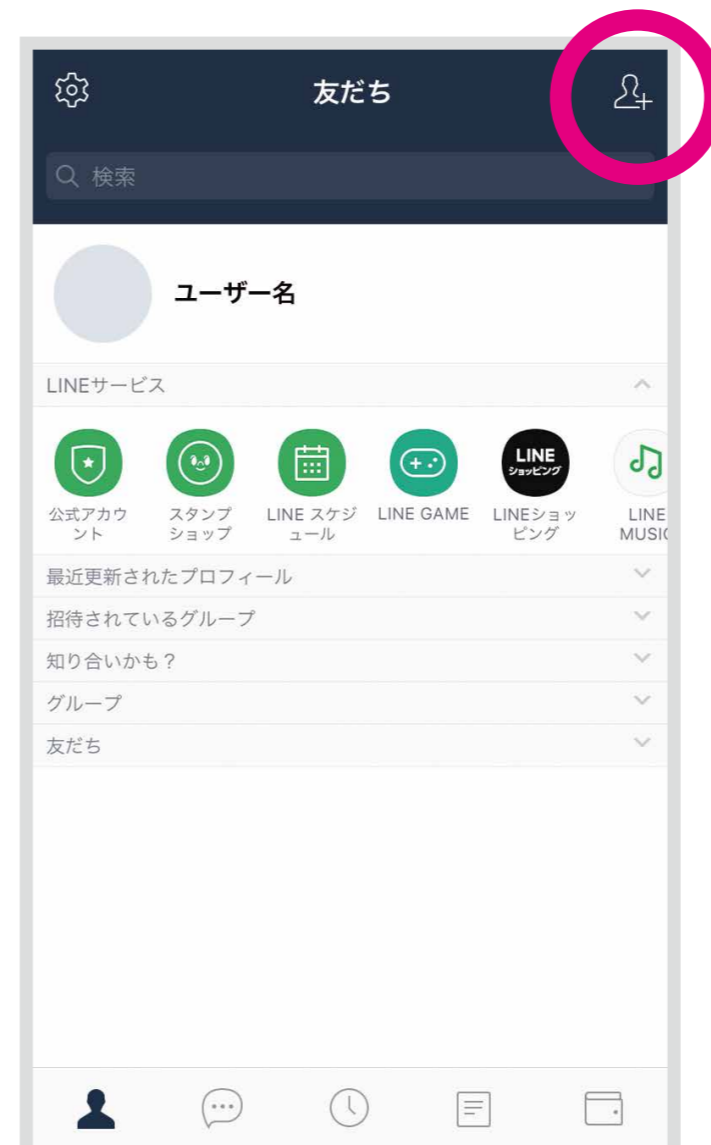 友だち
検索
ユーザー名
LINEサービス
LINE
ショッピング
公式アカウ
ント
スタンプ
ショップ
LINE スケジ
ュール
LINE GAME
LINEショッ
ピング
LINE
MUSIC
最近更新されたプロフィール
招待されているグループ
知り合いかも？
グループ
友だち